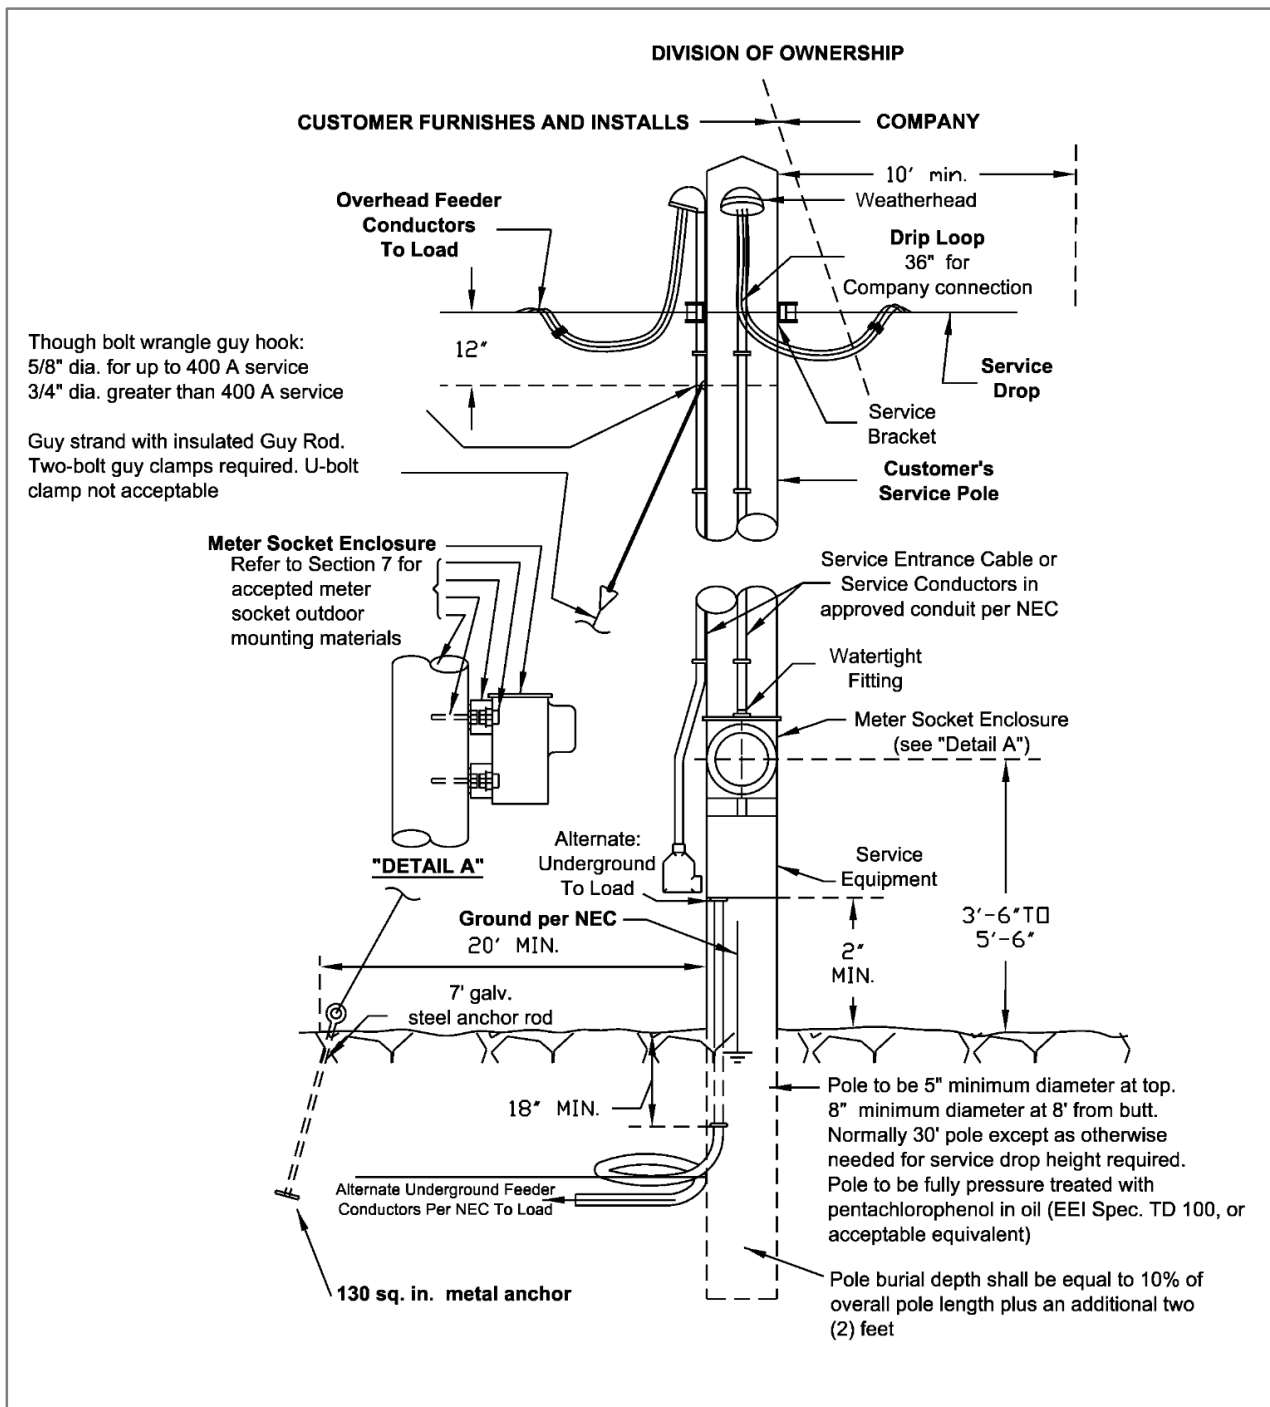 DIVISION OF OWNERSHIP
CUSTOMER FURNISHES AND INSTALLS
COMPANY
10' min.
Weatherhead
Overhead Feeder
Conductors
To Load
Drip Loop
36" for
Company connection
Though bolt wrangle guy hook:
5/8" dia. for up to 400 A service
3/4" dia. greater than 400 A service
12"
Service
Drop
Service
Bracket
Guy strand with insulated Guy Rod.
Two-bolt guy clamps required. U-bolt
clamp not acceptable
Customer's
Service Pole
Meter Socket Enclosure
Refer to Section 7 for
accepted meter
socket outdoor
mounting materials
Service Entrance Cable or
Service Conductors in
approved conduit per NEC
Watertight
Fitting
Meter Socket Enclosure
(see "Detail A")
"DETAIL A"
Alternate:
Underground
To Load
Service
Equipment
Ground per NEC
20' MIN.
2"
MIN.
3'-6"TO
5'-6"
7' galv.
steel anchor rod
18" MIN.
Pole to be 5" minimum diameter at top.
8" minimum diameter at 8' from butt.
Normally 30' pole except as otherwise
needed for service drop height required.
Pole to be fully pressure treated with
pentachlorophenol in oil (EEI Spec. TD 100, or
acceptable equivalent)
Alternate Underground Feeder
Conductors Per NEC To Load
130 sq. in. metal anchor
Pole burial depth shall be equal to 10% of
overall pole length plus an additional two
(2) feet